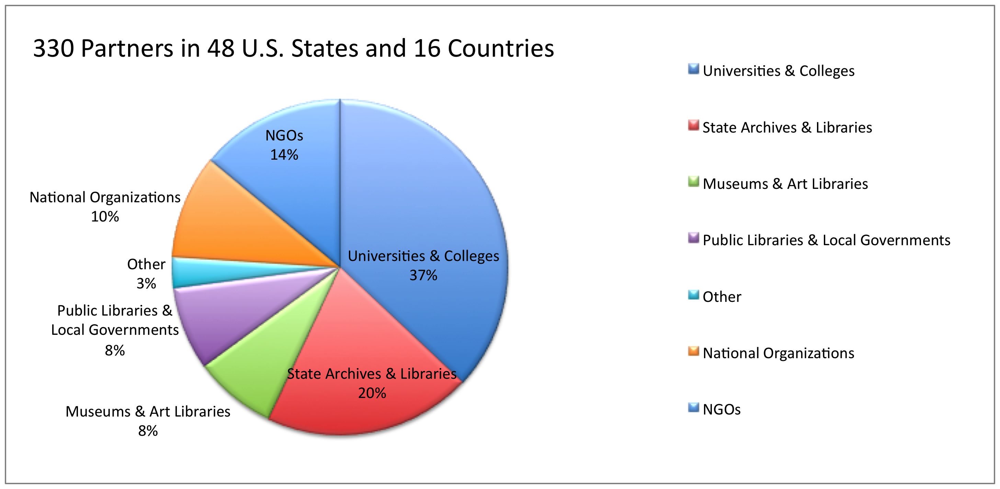 330 Partners in 48 U.S. States and 16 Countries
NGOs
14%
National Organizations
10%
Other
3%
Public Libraries &
Local Governments
8%
Museums & Art Libraries
8%
State Archives & Libraries
20%
Universities & Colleges
37%
Universities & Colleges
State Archives & Libraries
Museums & Art Libraries
Public Libraries & Local Governments
Other
National Organizations
NGOs